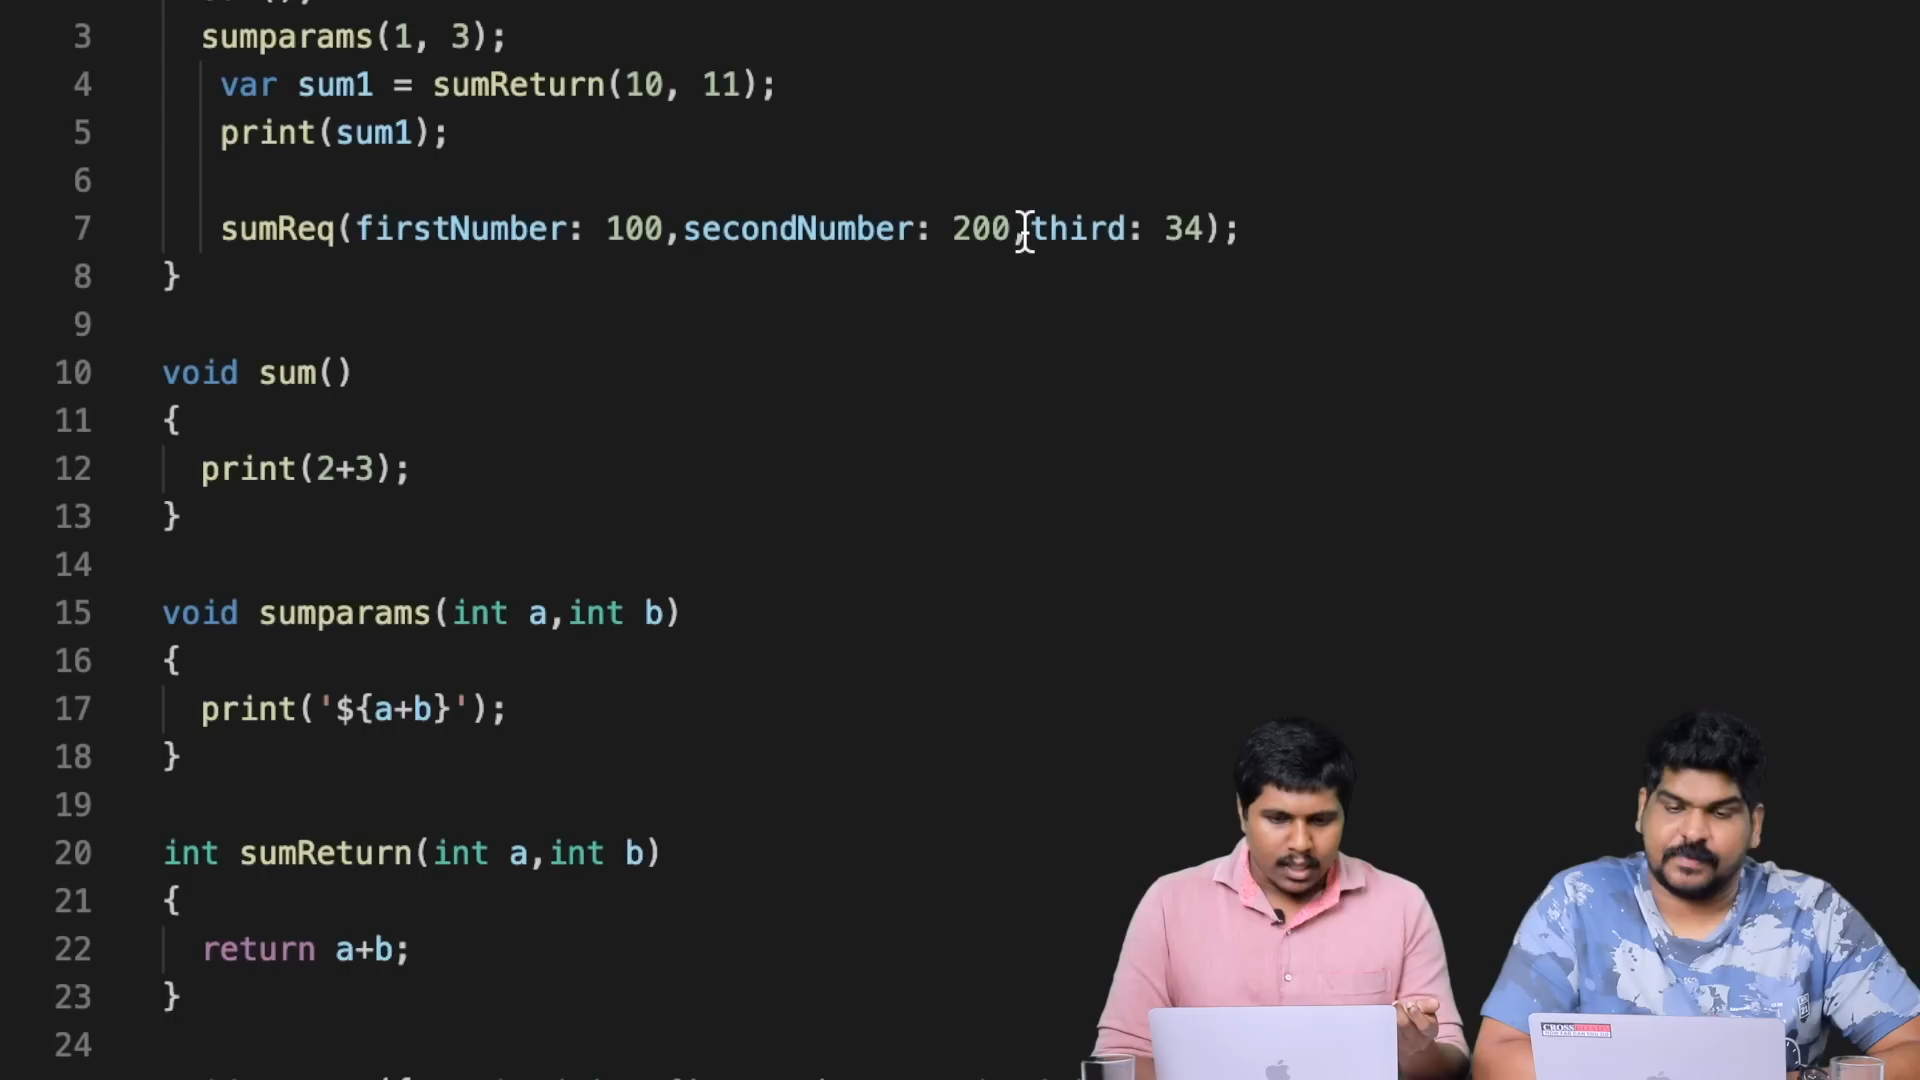 3 sumparams(1, 3);
4 var sum1 = sumReturn(10, 11);
5 print(sum1);
6
7 sumReq(firstNumber: 100,secondNumber: 200,third: 34);
8 }
9
10 void sum()
11 {
12 print(2+3);
13 }
14
15 void sumparams(int a,int b)
16 {
17 print('${a+b}');
18 }
19
20 int sumReturn(int a,int b)
21 {
22 return a+b;
23 }
24
CROSS